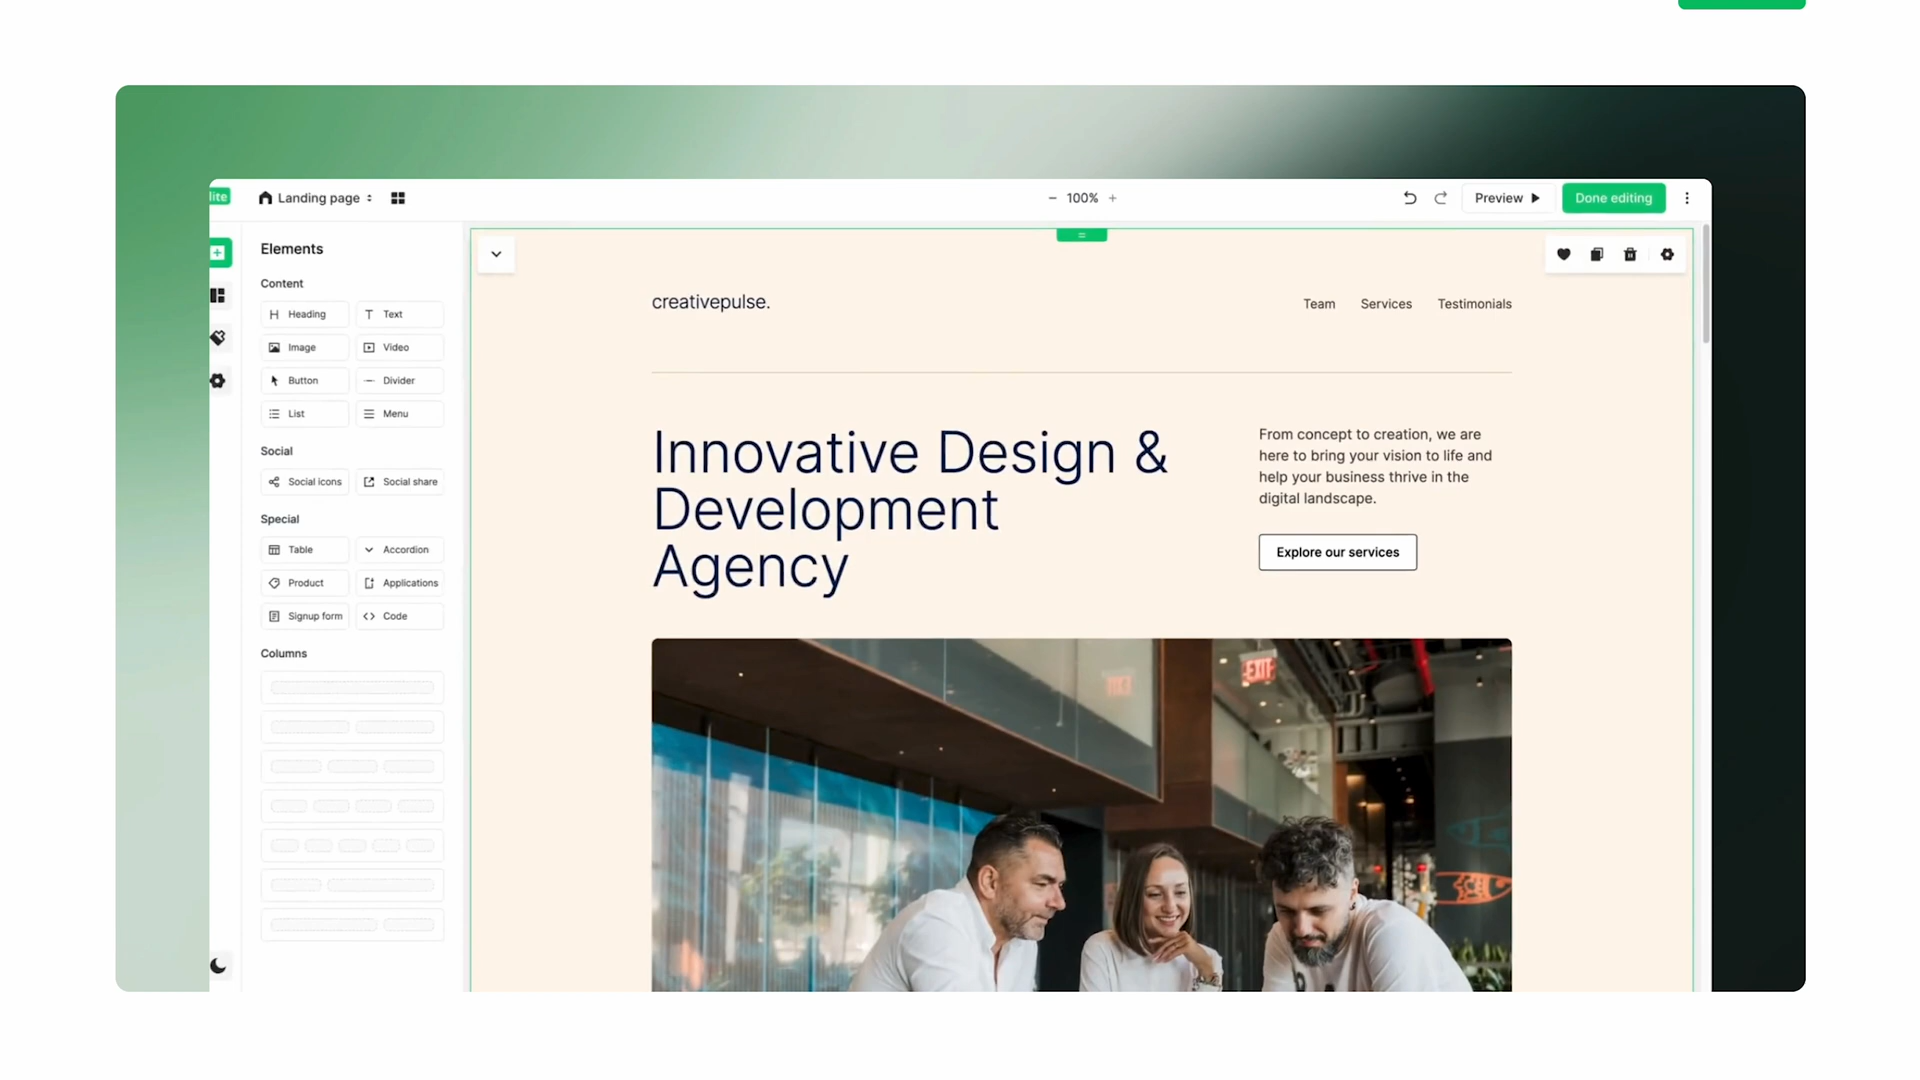 lite
Landing page
− 100% +
Preview
Done editing
Elements
Content
Heading
Text
Image
Video
Button
Divider
List
Menu
Social
Social icons
Social share
Special
Table
Accordion
Product
Applications
Signup form
Code
Columns
creativepulse.
Team
Services
Testimonials
Innovative Design &
Development
Agency
From concept to creation, we are
here to bring your vision to life and
help your business thrive in the
digital landscape.
Explore our services
EXIT